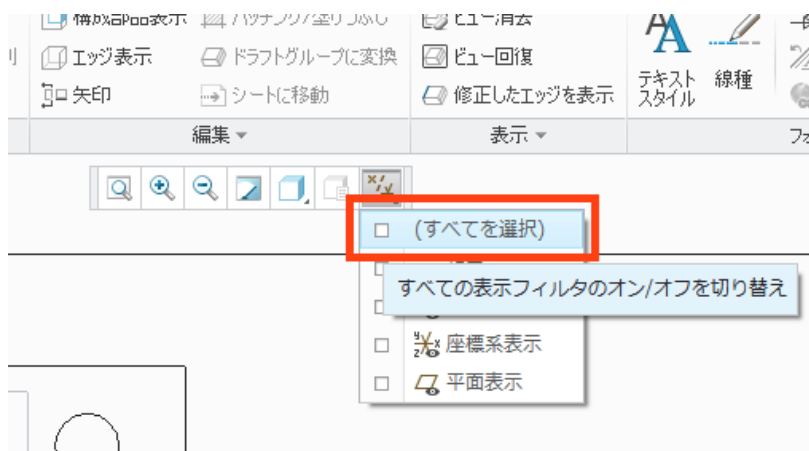 構成部品表示 ハッチング/塗りつぶし ビュー消去
エッジ表示 ドラフトグループに変換 ビュー回復
矢印 シートに移動 修正したエッジを表示
テキスト
スタイル
線種
編集 表示
(すべてを選択)
すべての表示フィルタのオン/オフを切り替え
座標系表示
平面表示